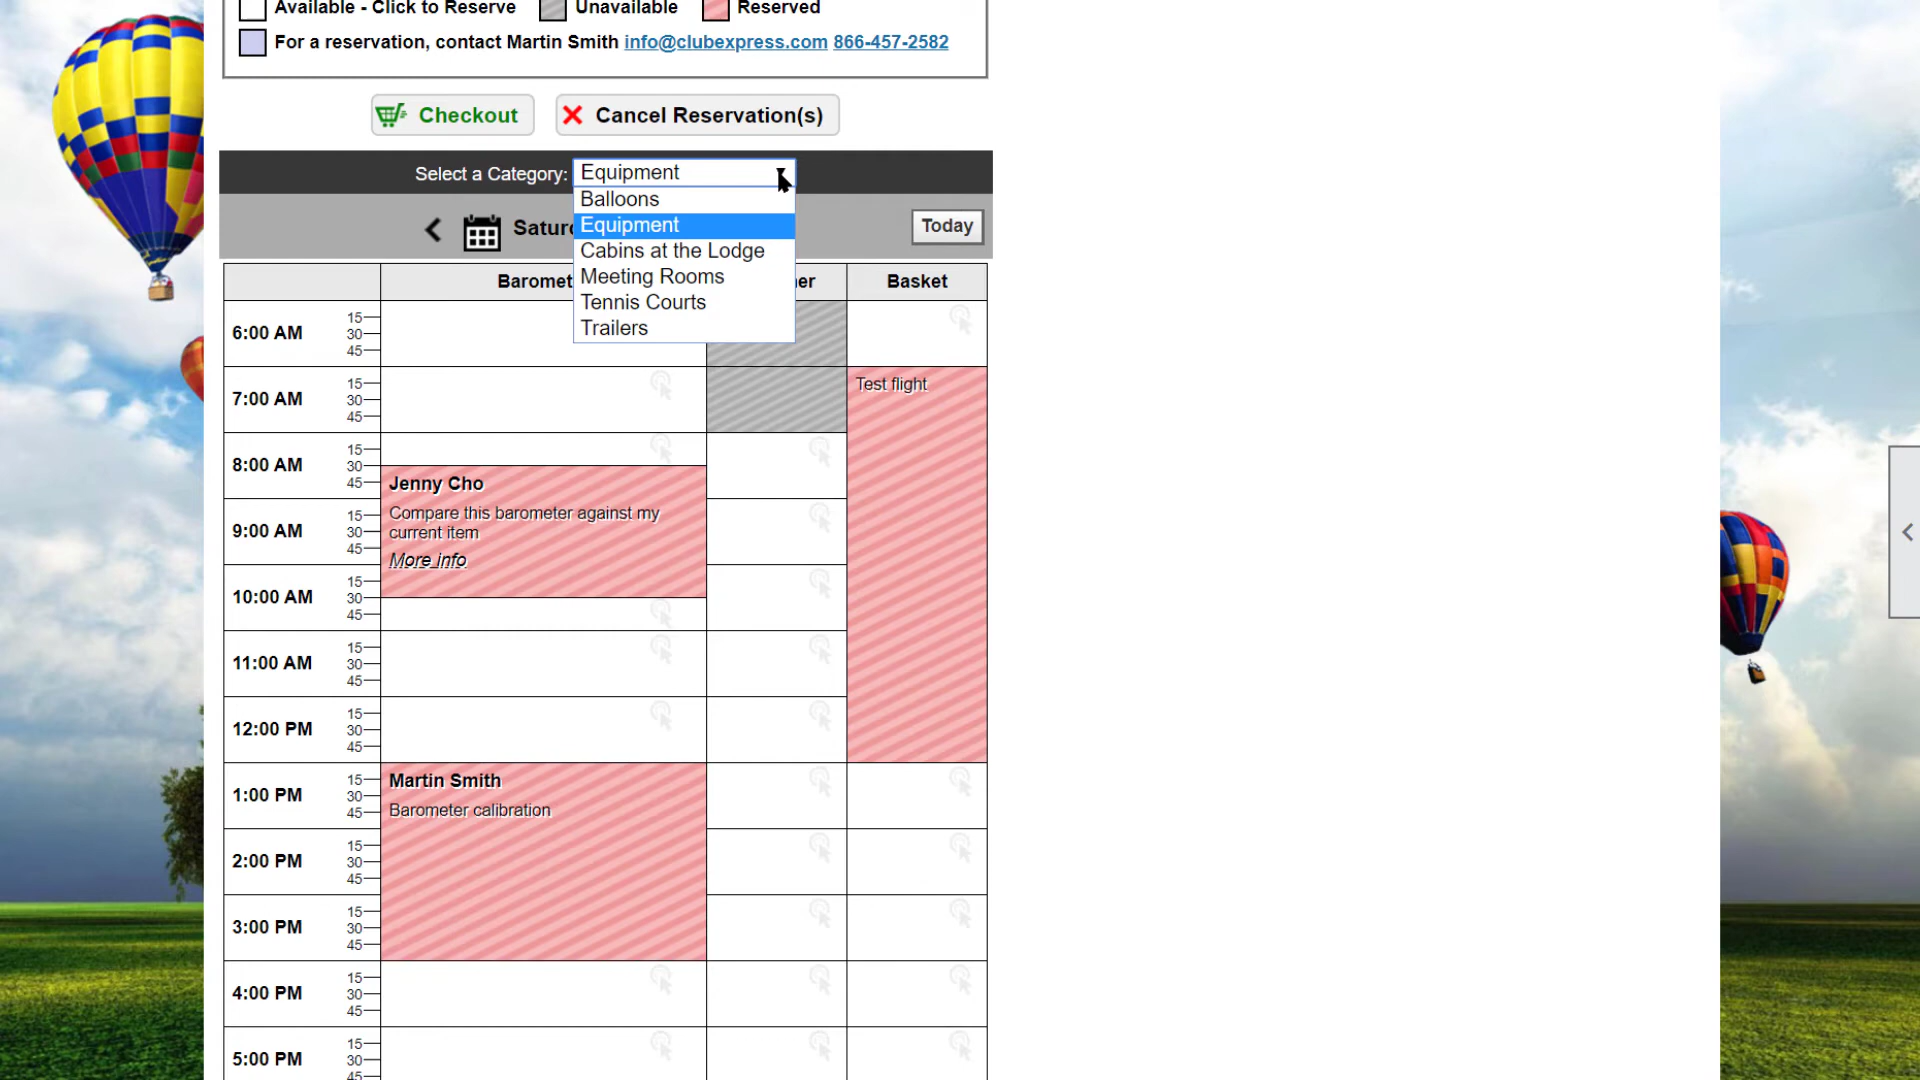 Available - Click to Reserve Unavailable Reserved
For a reservation, contact Martin Smith info@clubexpress.com 866-457-2582
Checkout Cancel Reservation(s)
Select a Category: Equipment
Balloons
Equipment
Cabins at the Lodge
Meeting Rooms
Tennis Courts
Trailers
Today
Basket
6:00 AM
15
30
45
7:00 AM
15
30
45
Test flight
8:00 AM
15
30
45
Jenny Cho
Compare this barometer against my
current item
More info
9:00 AM
15
30
45
10:00 AM
15
30
45
11:00 AM
15
30
45
12:00 PM
15
30
45
1:00 PM
15
30
45
Martin Smith
Barometer calibration
2:00 PM
15
30
45
3:00 PM
15
30
45
4:00 PM
15
30
45
5:00 PM
15
30
45